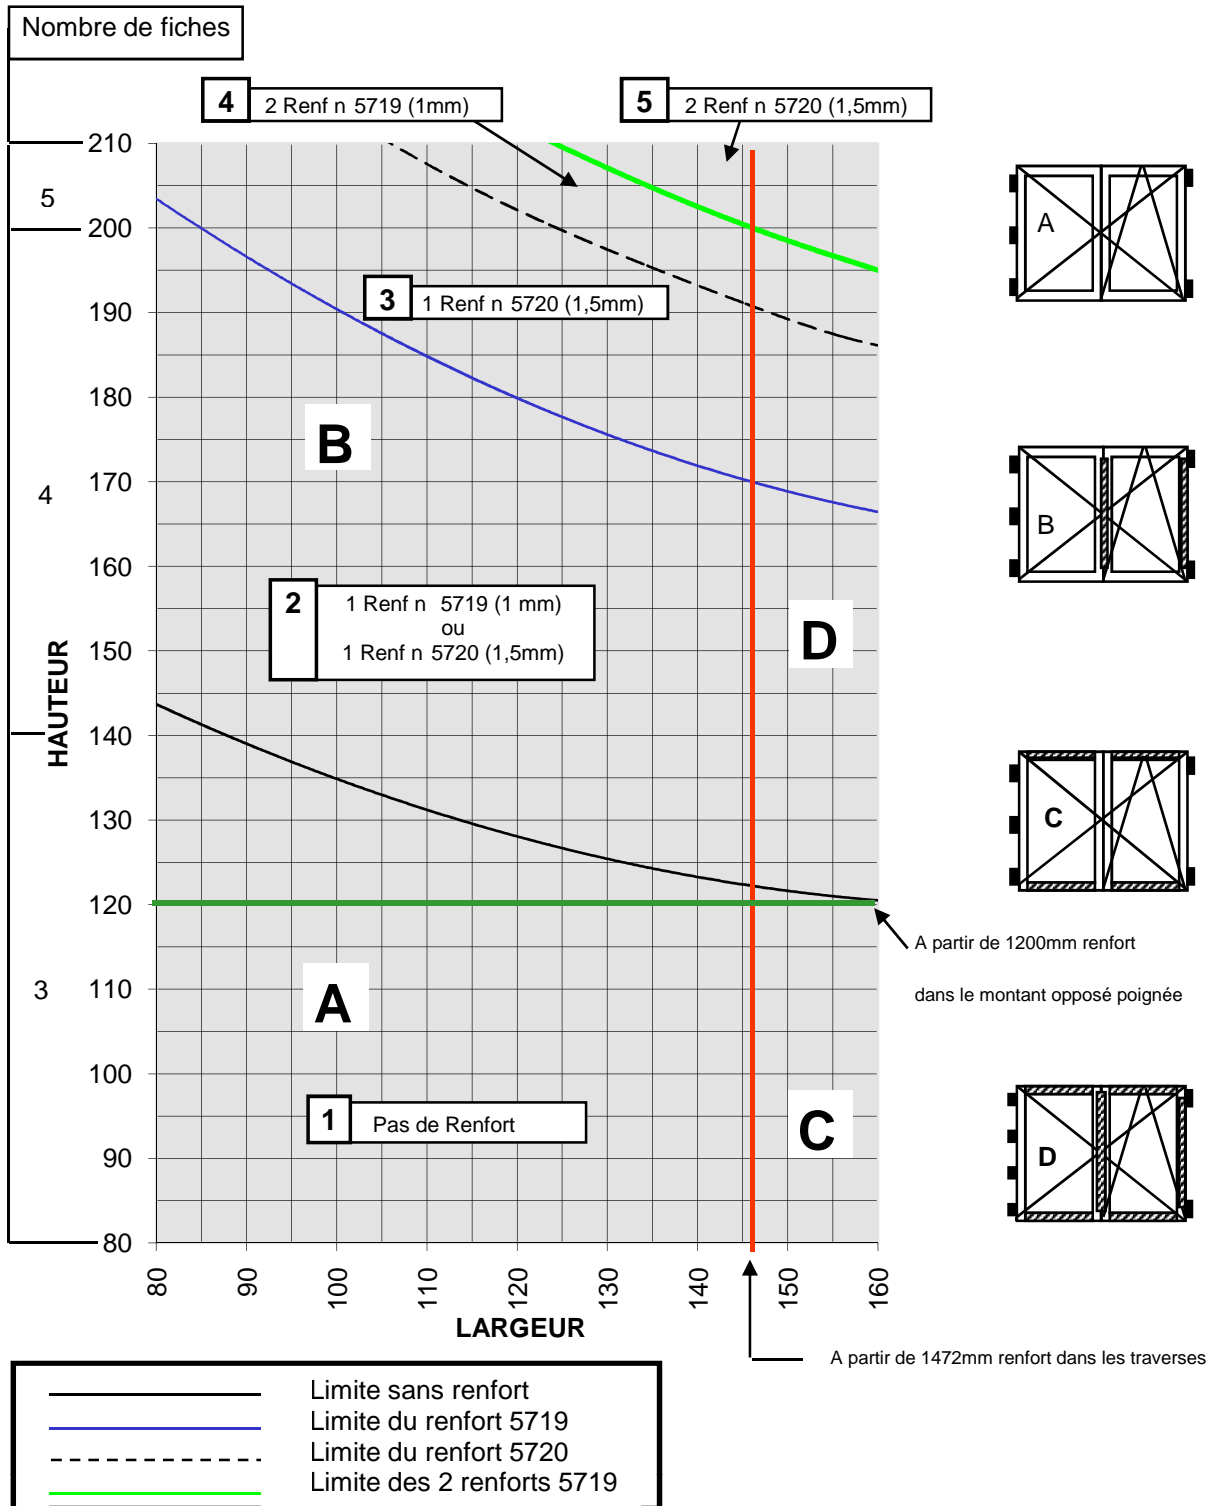 Nombre de fiches
4
2 Renf n 5719 (1mm)
5
2 Renf n 5720 (1,5mm)
210
5
200
A
3
1 Renf n 5720 (1,5mm)
190
180
B
170
4
B
160
2
1 Renf n 5719 (1 mm)
ou
1 Renf n 5720 (1,5mm)
D
150
HAUTEUR
140
130
C
120
A partir de 1200mm renfort
dans le montant opposé poignée
3
110
A
100
1
Pas de Renfort
C
90
D
80
80
90
100
110
120
130
140
150
160
LARGEUR
A partir de 1472mm renfort dans les traverses
Limite sans renfort
Limite du renfort 5719
Limite du renfort 5720
Limite des 2 renforts 5719